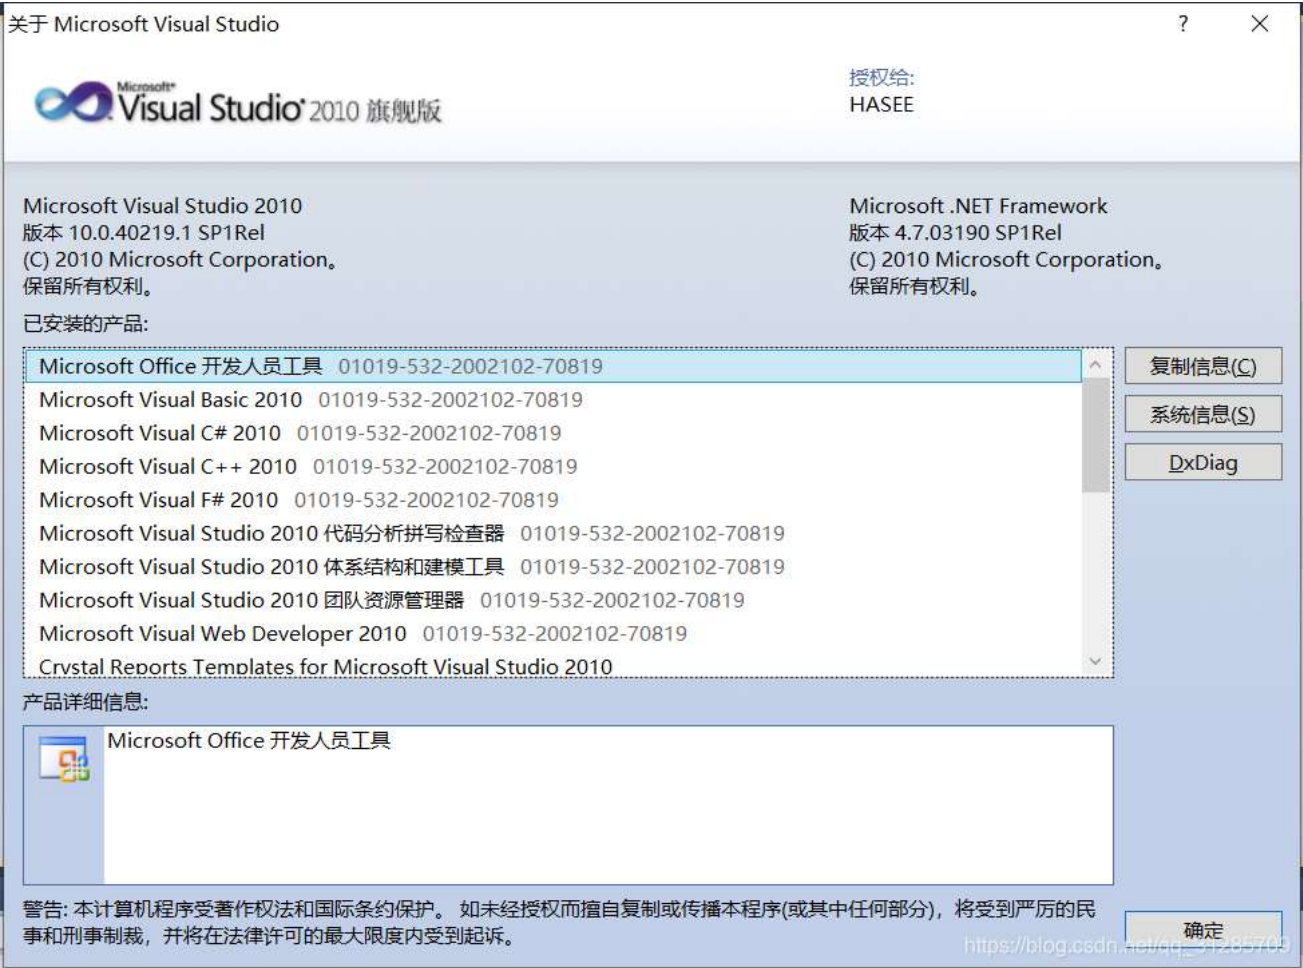 关于 Microsoft Visual Studio
?
Microsoft®
Visual Studio® 2010 旗舰版
授权给:
HASEE
Microsoft Visual Studio 2010
版本 10.0.40219.1 SP1Rel
(C) 2010 Microsoft Corporation。
保留所有权利。
Microsoft .NET Framework
版本 4.7.03190 SP1Rel
(C) 2010 Microsoft Corporation。
保留所有权利。
已安装的产品:
Microsoft Office 开发人员工具 01019-532-2002102-70819
Microsoft Visual Basic 2010 01019-532-2002102-70819
Microsoft Visual C# 2010 01019-532-2002102-70819
Microsoft Visual C++ 2010 01019-532-2002102-70819
Microsoft Visual F# 2010 01019-532-2002102-70819
Microsoft Visual Studio 2010 代码分析拼写检查器 01019-532-2002102-70819
Microsoft Visual Studio 2010 体系结构和建模工具 01019-532-2002102-70819
Microsoft Visual Studio 2010 团队资源管理器 01019-532-2002102-70819
Microsoft Visual Web Developer 2010 01019-532-2002102-70819
Crystal Reports Templates for Microsoft Visual Studio 2010
复制信息(C)
系统信息(S)
DxDiag
产品详细信息:
Microsoft Office 开发人员工具
警告: 本计算机程序受著作权法和国际条约保护。 如未经授权而擅自复制或传播本程序(或其中任何部分)，将受到严厉的民
事和刑事制裁，并将在法律许可的最大限度内受到起诉。
确定
https://blog.csdn.net/qq_31285709